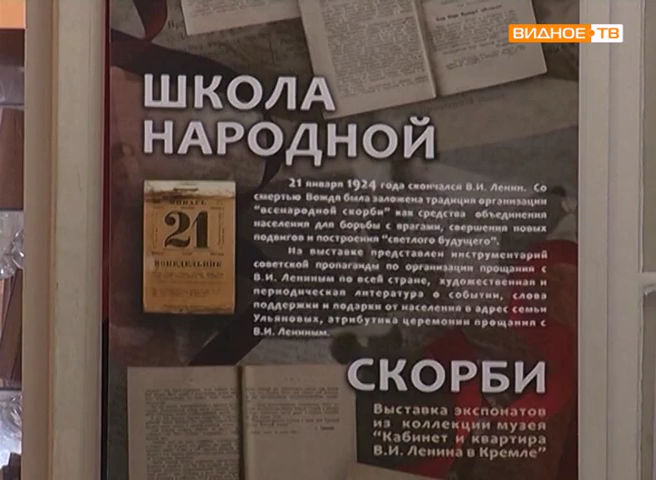 ВИДНОЕ ТВ
ШКОЛА
НАРОДНОЙ
21 января 1924 года скончался В.И. Ленин. Со
смертью Вождя была заложена традиция организации
"всенародной скорби" как средства объединения
населения для борьбы с врагами, свершения новых
подвигов и построения "светлого будущего".
На выставке представлен инструментарий
советской пропаганды по организации прощания с
В.И. Лениным по всей стране, художественная и
периодическая литература о событии, слова
поддержки и подарки от населения в адрес семьи
Ульяновых, атрибутика церемонии прощания с
В.И. Лениным.
ЯНВАРЬ
21
ПОНЕДЕЛЬНИК
СКОРБИ
Выставка экспонатов
из коллекции музея
"Кабинет и квартира
В.И. Ленина в Кремле"